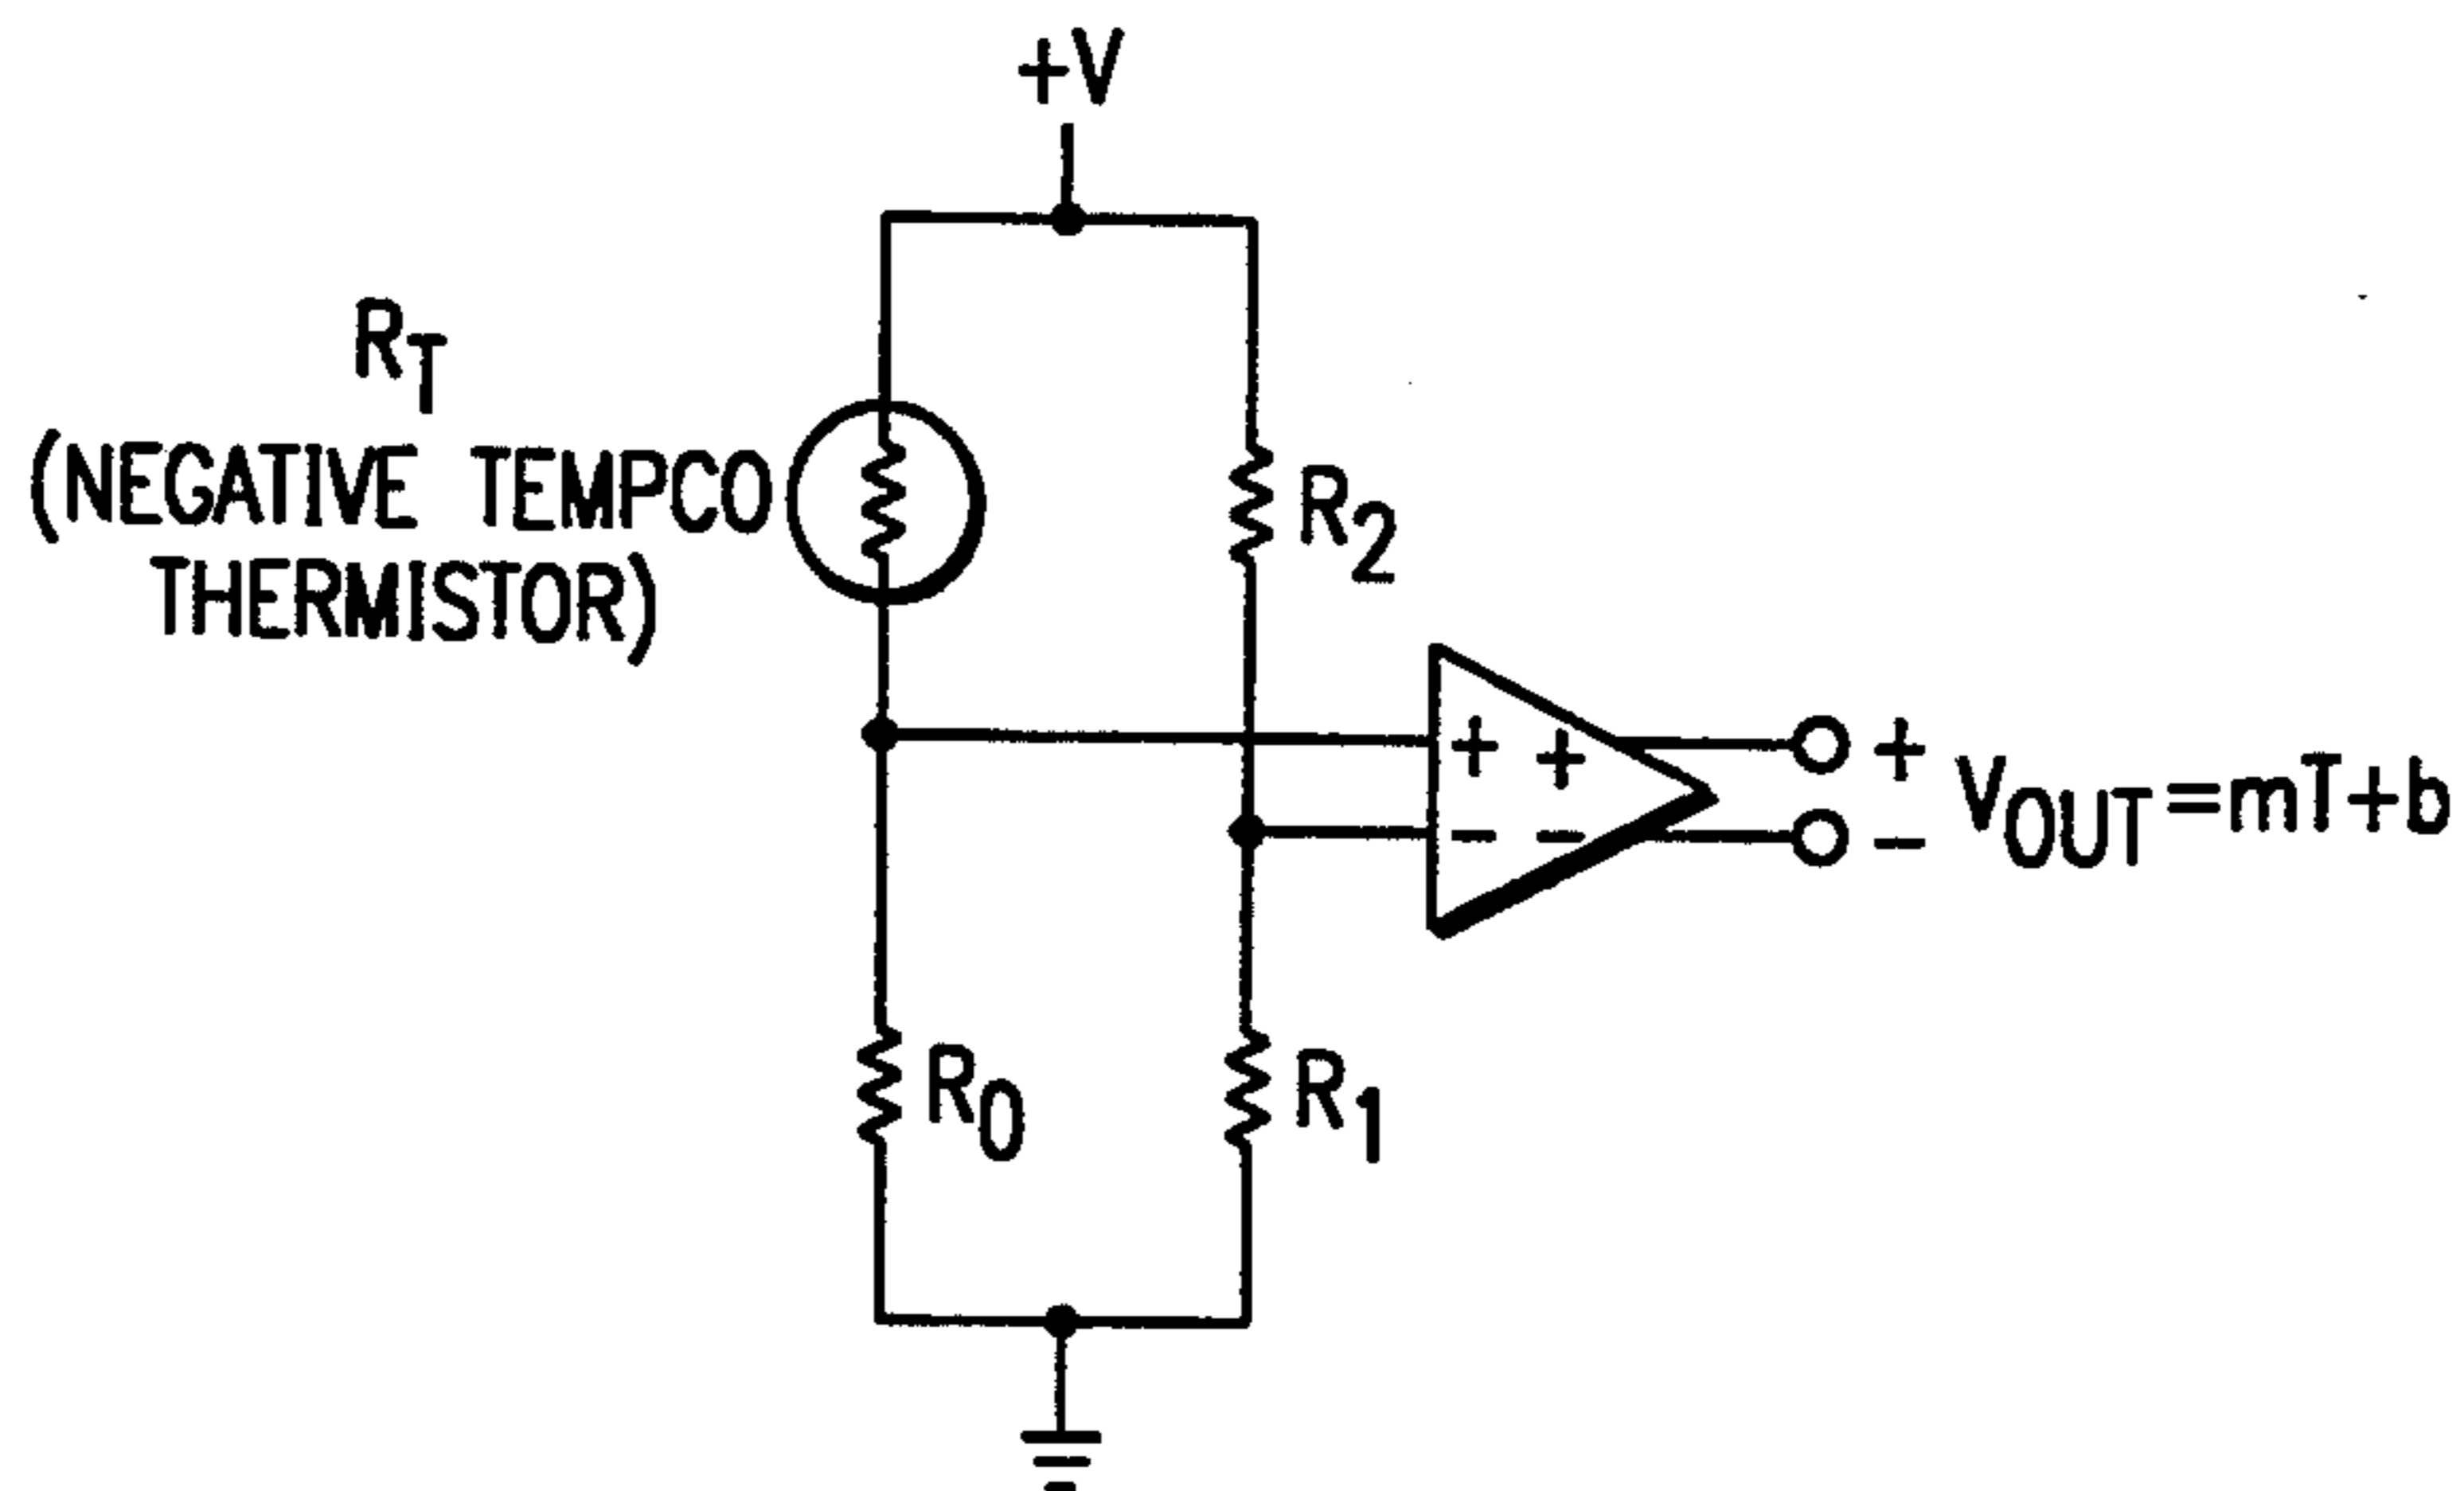 +V
R_T
(NEGATIVE TEMPCO
THERMISTOR)
R_2
+ + +
- - -
V_OUT=mT+b
R_0
R_1